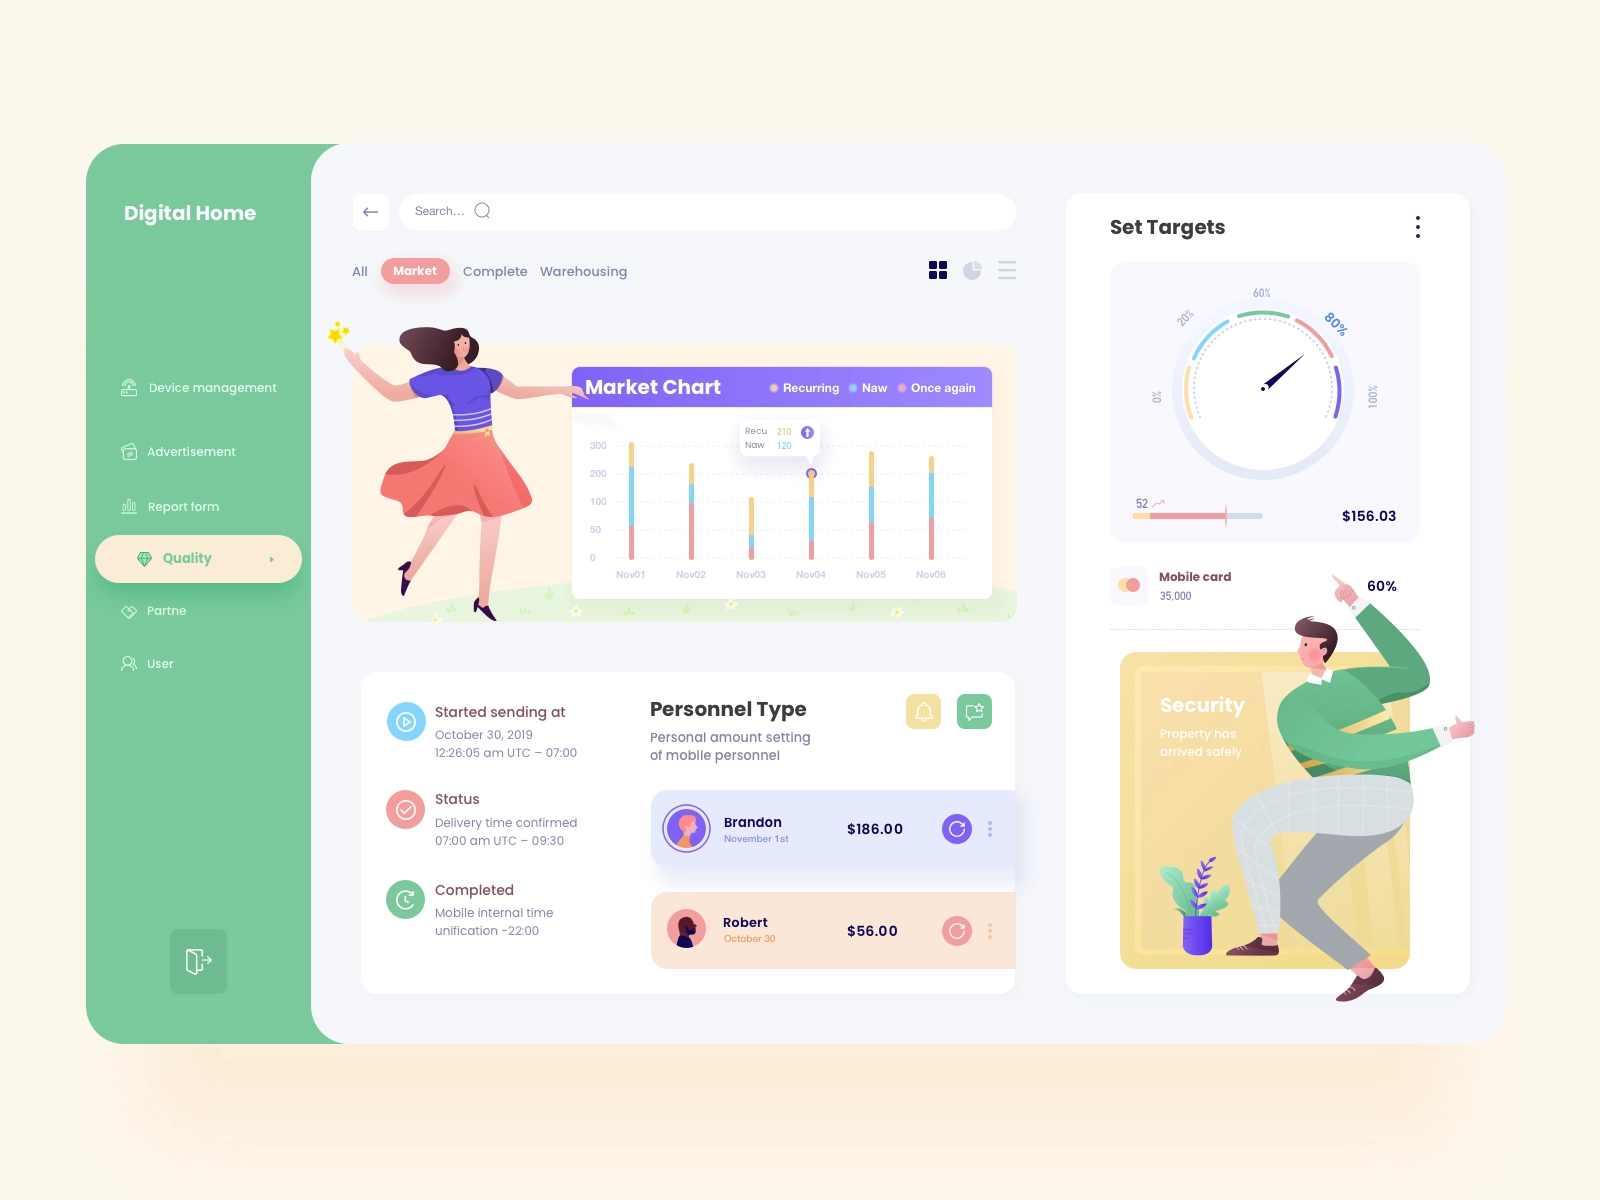 Digital Home
Device management
Advertisement
Report form
Quality
Partne
User
Search...
All Market Complete Warehousing
Market Chart
Recurring Naw Once again
Recu 210
Naw 120
300
200
100
50
0
Nov01 Nov02 Nov03 Nov04 Nov05 Nov06
Started sending at
October 30, 2019
12:26:05 am UTC – 07:00
Status
Delivery time confirmed
07:00 am UTC – 09:30
Completed
Mobile internal time
unification -22:00
Personnel Type
Personal amount setting
of mobile personnel
Brandon
November 1st
$186.00
Robert
October 30
$56.00
Set Targets
0%
20%
60%
80%
100%
52
$156.03
Mobile card
35,000
60%
Security
Property has
arrived safely